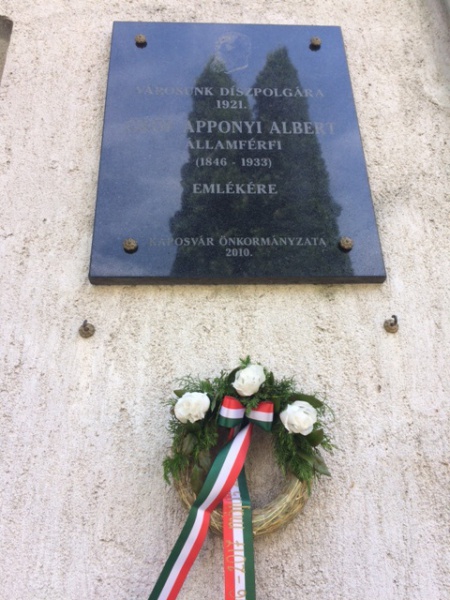 VÁROSUNK DÍSZPOLGÁRA
1921.
APPONYI ALBERT
ÁLLAMFÉRFI
(1846 - 1933)
EMLÉKÉRE
KAPOSVÁR ÖNKORMÁNYZATA
2010.